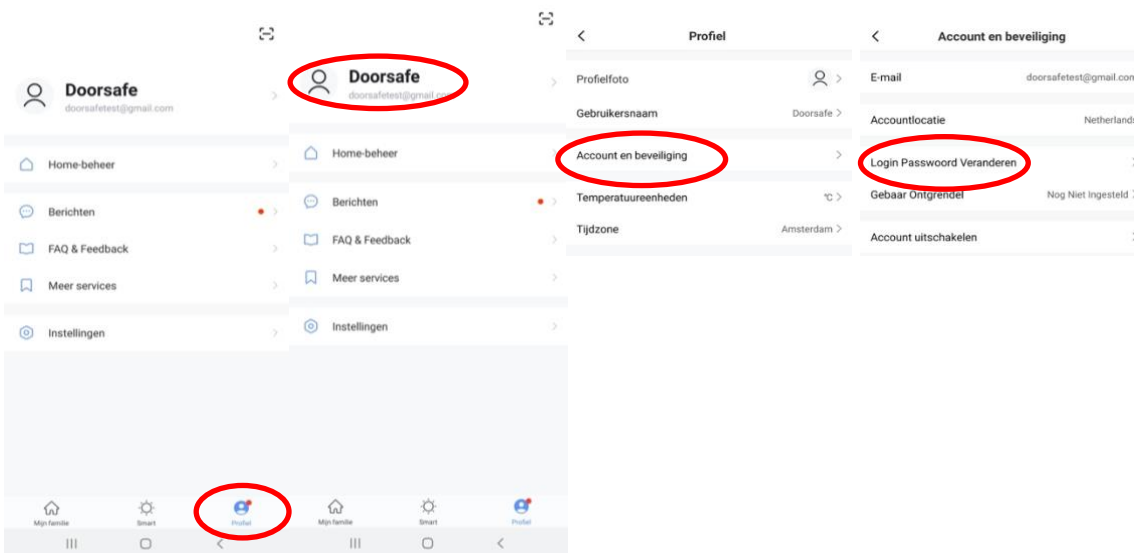 Doorsafe
doorsafetest@gmail.com
Home-beheer
Berichten
FAQ & Feedback
Meer services
Instellingen
Mijn familie
Smart
Profiel
Doorsafe
doorsafetest@gmail.com
Home-beheer
Berichten
FAQ & Feedback
Meer services
Instellingen
Mijn familie
Smart
Profiel
Profiel
Profielfoto
Gebruikersnaam Doorsafe
Account en beveiliging
Temperatuureenheden °C
Tijdzone Amsterdam
Account en beveiliging
E-mail doorsafetest@gmail.com
Accountlocatie Netherlands
Login Passwoord Veranderen
Gebaar Ontgrendel Nog Niet Ingesteld
Account uitschakelen